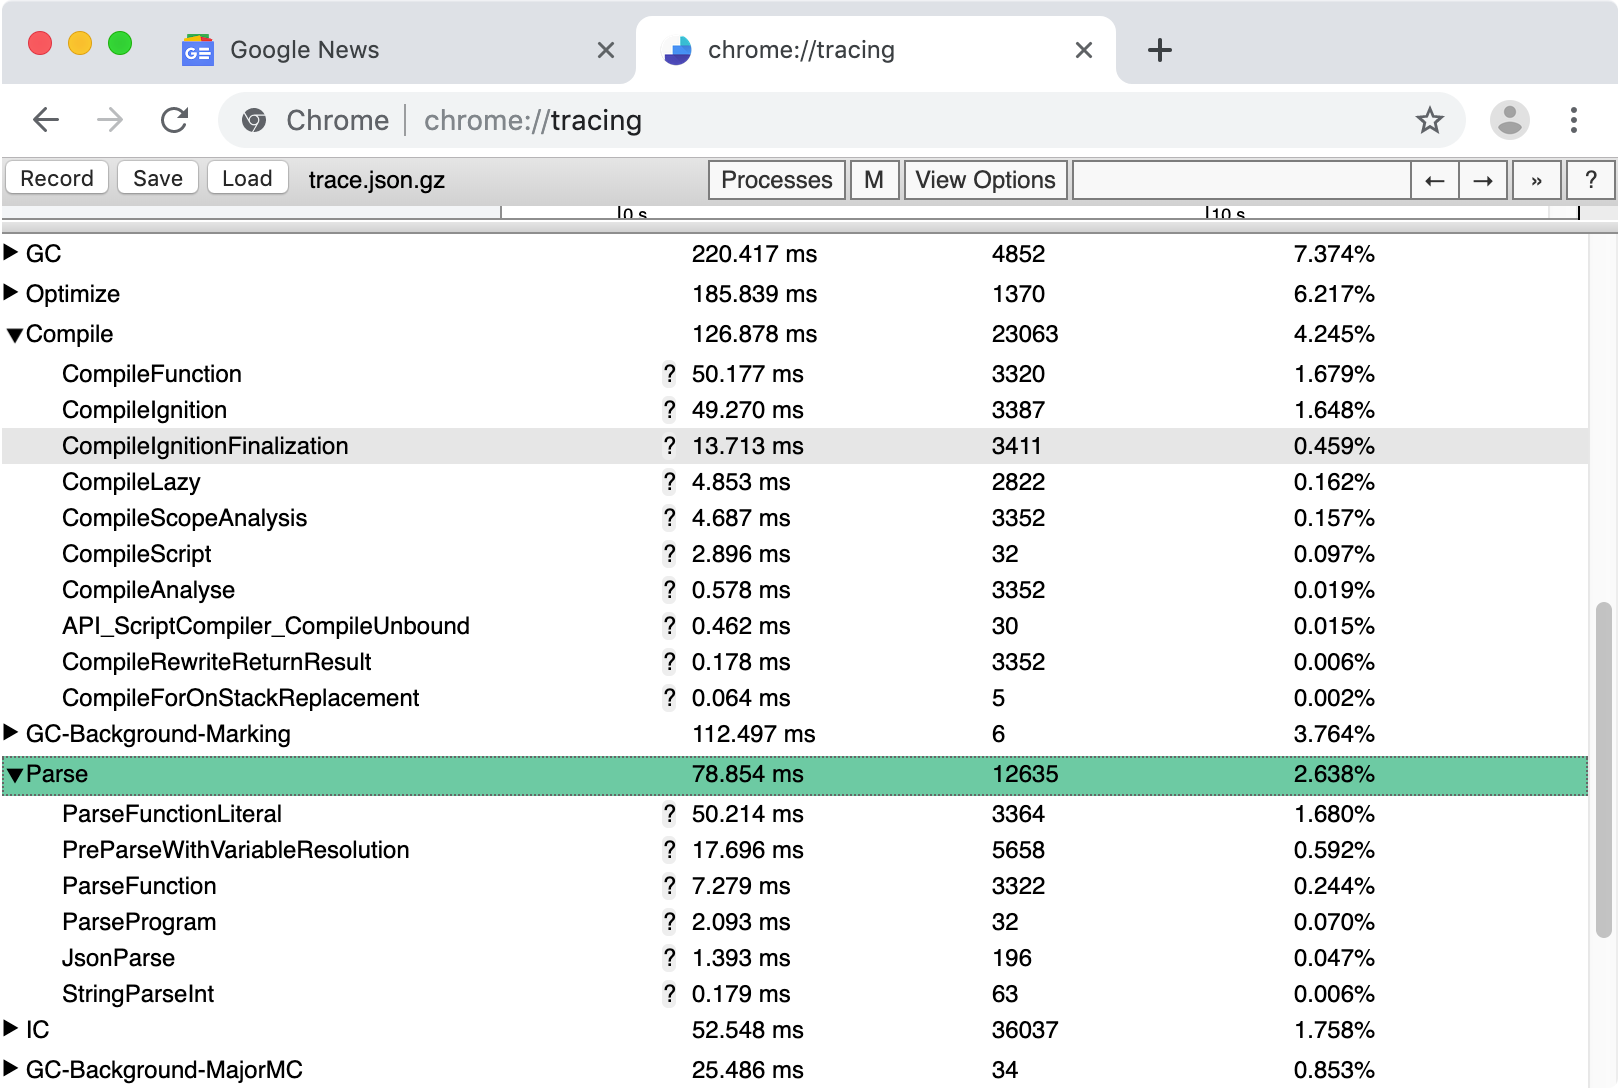 Google News
chrome://tracing
Chrome chrome://tracing
Record Save Load trace.json.gz Processes M View Options ← → » ?
0 s 10 s
GC 220.417 ms 4852 7.374%
Optimize 185.839 ms 1370 6.217%
Compile 126.878 ms 23063 4.245%
CompileFunction ? 50.177 ms 3320 1.679%
CompileIgnition ? 49.270 ms 3387 1.648%
CompileIgnitionFinalization ? 13.713 ms 3411 0.459%
CompileLazy ? 4.853 ms 2822 0.162%
CompileScopeAnalysis ? 4.687 ms 3352 0.157%
CompileScript ? 2.896 ms 32 0.097%
CompileAnalyse ? 0.578 ms 3352 0.019%
API_ScriptCompiler_CompileUnbound ? 0.462 ms 30 0.015%
CompileRewriteReturnResult ? 0.178 ms 3352 0.006%
CompileForOnStackReplacement ? 0.064 ms 5 0.002%
GC-Background-Marking 112.497 ms 6 3.764%
Parse 78.854 ms 12635 2.638%
ParseFunctionLiteral ? 50.214 ms 3364 1.680%
PreParseWithVariableResolution ? 17.696 ms 5658 0.592%
ParseFunction ? 7.279 ms 3322 0.244%
ParseProgram ? 2.093 ms 32 0.070%
JsonParse ? 1.393 ms 196 0.047%
StringParseInt ? 0.179 ms 63 0.006%
IC 52.548 ms 36037 1.758%
GC-Background-MajorMC 25.486 ms 34 0.853%